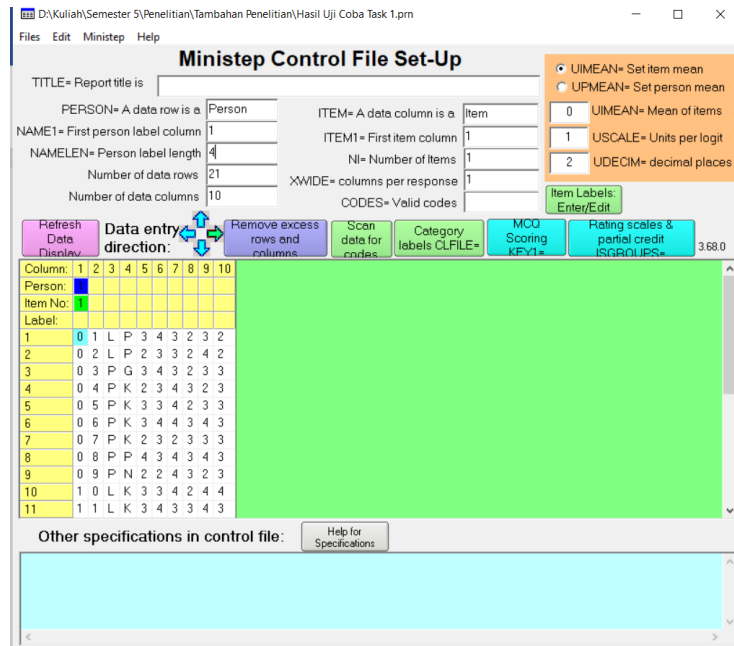 D:\Kuliah\Semester 5\Penelitian\Tambahan Penelitian\Hasil Uji Coba Task 1.prn
Files Edit Ministep Help
Ministep Control File Set-Up
TITLE= Report title is
UIMEAN= Set item mean
UPMEAN= Set person mean
PERSON= A data row is a Person
ITEM= A data column is a Item
0 UIMEAN= Mean of items
NAME1= First person label column 1
ITEM1= First item column 1
1 USCALE= Units per logit
NAMELEN= Person label length 4
NI= Number of Items 1
2 UDECIM= decimal places
Number of data rows 21
XWIDE= columns per response 1
Number of data columns 10
CODES= Valid codes
Item Labels: Enter/Edit
Refresh Data Display
Data entry direction:
Remove excess rows and columns
Scan data for codes
Category labels CLFILE=
MCQ Scoring KEY1=
Rating scales & partial credit ISGROUPS=
3.68.0
Column: 1 2 3 4 5 6 7 8 9 10
Person: 1
Item No: 1
Label:
1 0 1 L P 3 4 3 2 3 2
2 0 2 L P 2 3 3 2 4 2
3 0 3 P G 3 4 3 2 3 3
4 0 4 P K 2 3 4 3 2 3
5 0 5 P K 3 3 4 2 3 3
6 0 6 P K 3 4 4 3 4 3
7 0 7 P K 2 3 2 3 3 3
8 0 8 P P 4 3 4 3 3 3
9 0 9 P N 2 2 4 3 2 3
10 1 0 L K 3 3 4 2 4 4
11 1 1 L K 3 4 3 3 4 3
Other specifications in control file:
Help for Specifications